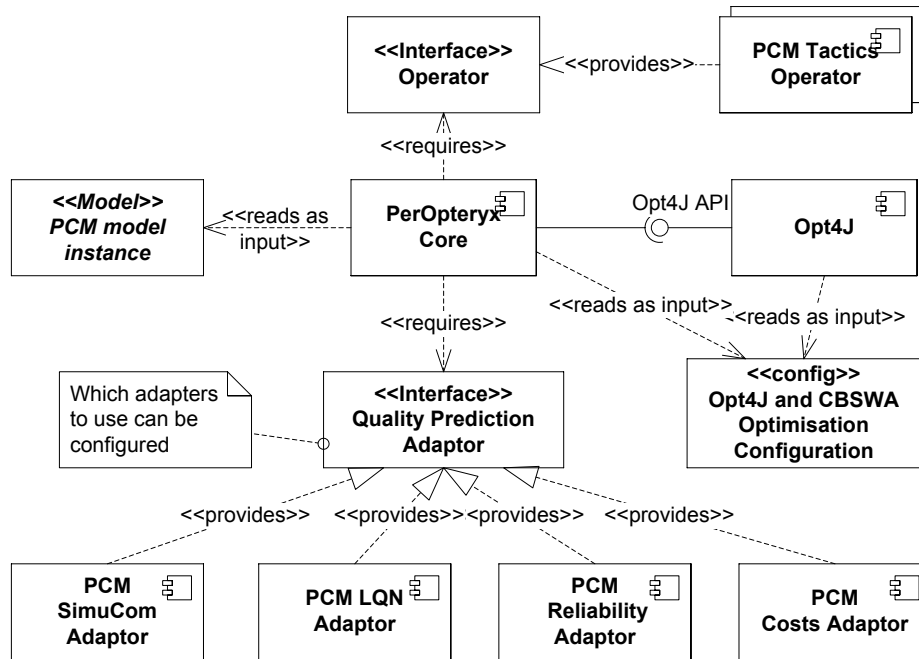 <<Interface>>
Operator
<<provides>>
PCM Tactics
Operator
<<requires>>
<<Model>>
PCM model
instance
<<reads as
input>>
PerOpteryx
Core
Opt4J API
Opt4J
<<requires>>
<<reads as input>>
<<reads as input>>
Which adapters
to use can be
configured
<<Interface>>
Quality Prediction
Adaptor
<<config>>
Opt4J and CBSWA
Optimisation
Configuration
<<provides>>
<<provides>>
<<provides>>
<<provides>>
PCM
SimuCom
Adaptor
PCM LQN
Adaptor
PCM
Reliability
Adaptor
PCM
Costs Adaptor